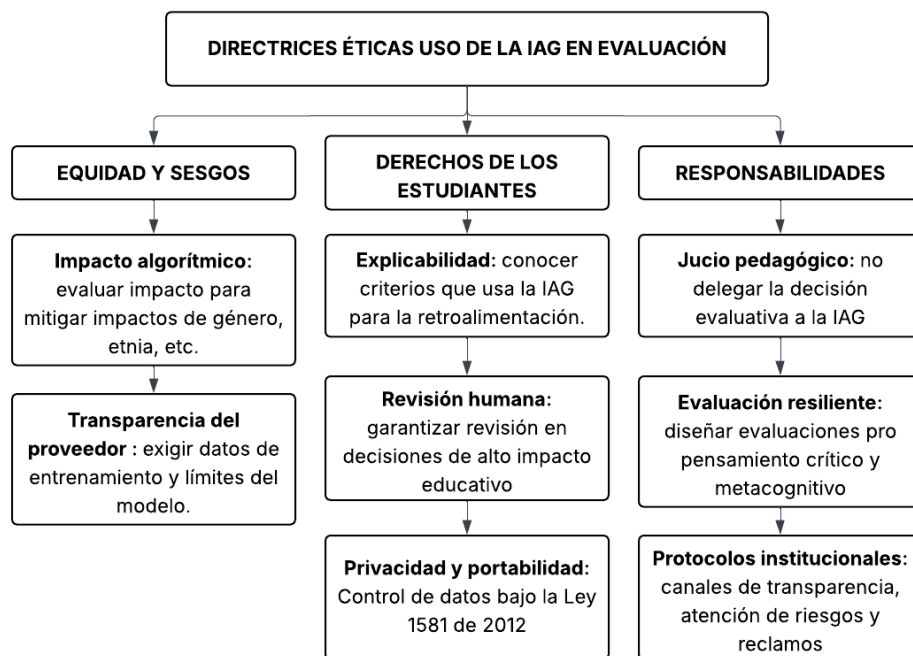 DIRECTRICES ÉTICAS USO DE LA IAG EN EVALUACIÓN
EQUIDAD Y SESGOS
Impacto algorítmico:
evaluar impacto para
mitigar impactos de género,
etnia, etc.
Transparencia del
proveedor : exigir datos de
entrenamiento y límites del
modelo.
DERECHOS DE LOS
ESTUDIANTES
Explicabilidad: conocer
criterios que usa la IAG
para la retroalimentación.
Revisión humana:
garantizar revisión en
decisiones de alto impacto
educativo
Privacidad y portabilidad:
Control de datos bajo la Ley
1581 de 2012
RESPONSABILIDADES
Jucio pedagógico: no
delegar la decisión
evaluativa a la IAG
Evaluación resiliente:
diseñar evaluaciones pro
pensamiento crítico y
metacognitivo
Protocolos institucionales:
canales de transparencia,
atención de riesgos y
reclamos